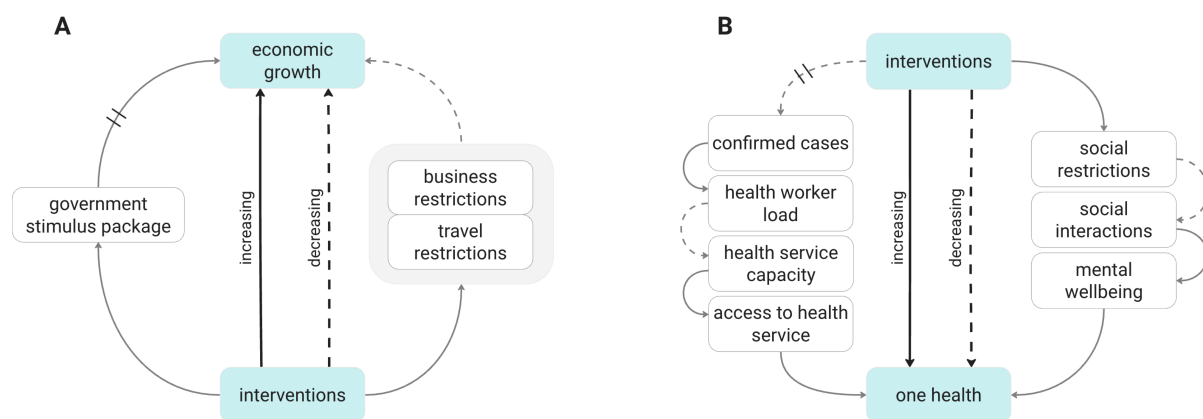 A
economic
growth
government
stimulus package
increasing
decreasing
business
restrictions
travel
restrictions
interventions
B
interventions
confirmed cases
health worker
load
health service
capacity
access to health
service
increasing
decreasing
social
restrictions
social
interactions
mental
wellbeing
one health